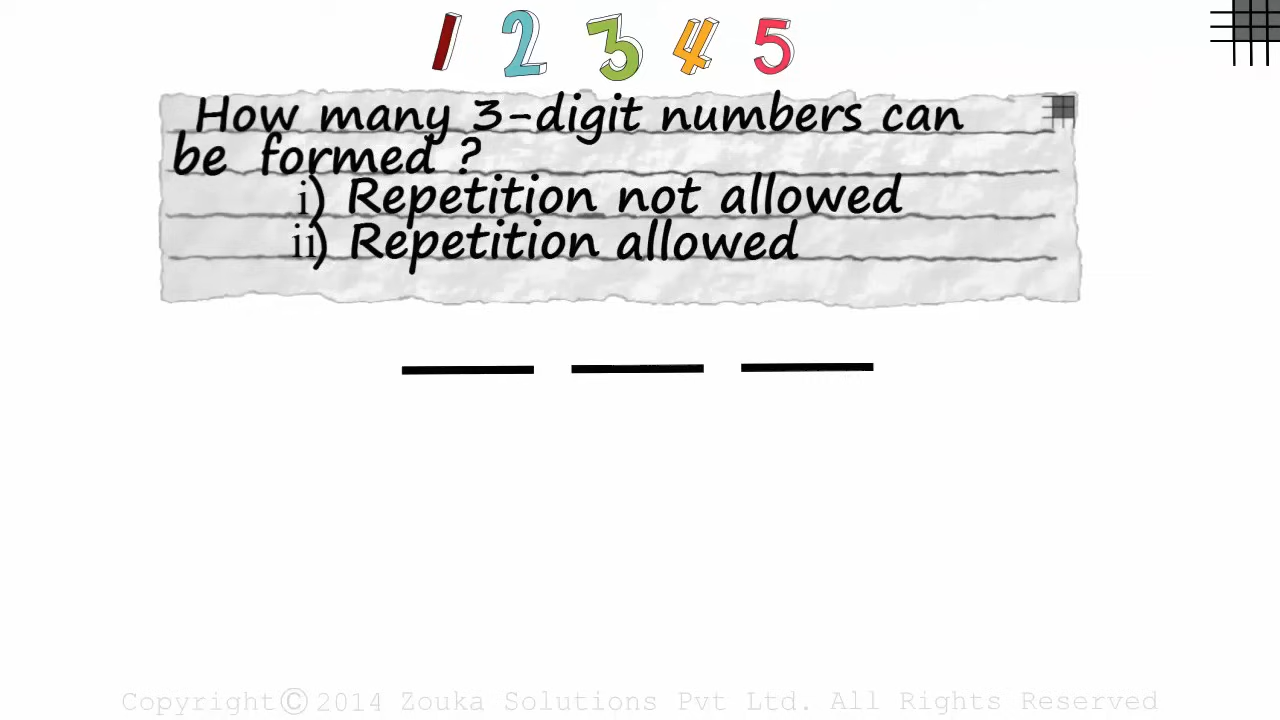 1 2 3 4 5
How many 3-digit numbers can
be formed ?
i) Repetition not allowed
ii) Repetition allowed
Copyright© 2014 Zouka Solutions Pvt Ltd. All Rights Reserved